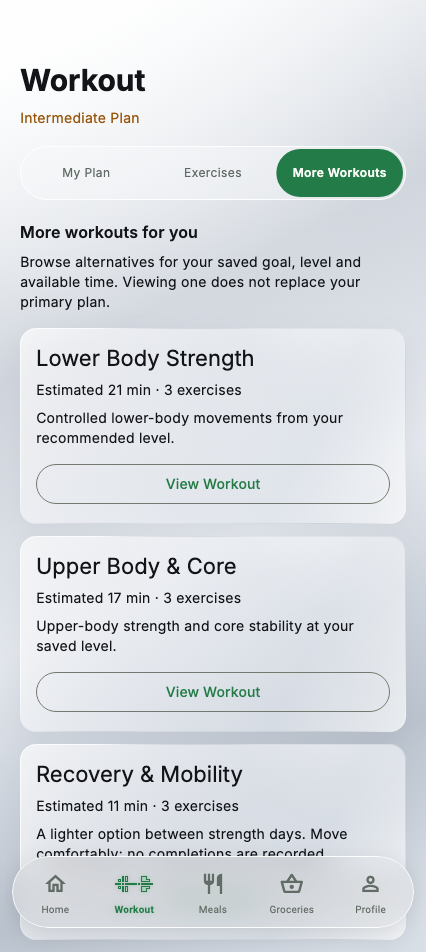 Workout
Intermediate Plan
My Plan
Exercises
More Workouts
More workouts for you
Browse alternatives for your saved goal, level and
available time. Viewing one does not replace your
primary plan.
Lower Body Strength
Estimated 21 min · 3 exercises
Controlled lower-body movements from your
recommended level.
View Workout
Upper Body & Core
Estimated 17 min · 3 exercises
Upper-body strength and core stability at your
saved level.
View Workout
Recovery & Mobility
Estimated 11 min · 3 exercises
A lighter option between strength days. Move
comfortably; no completions are recorded
Home
Workout
Meals
Groceries
Profile